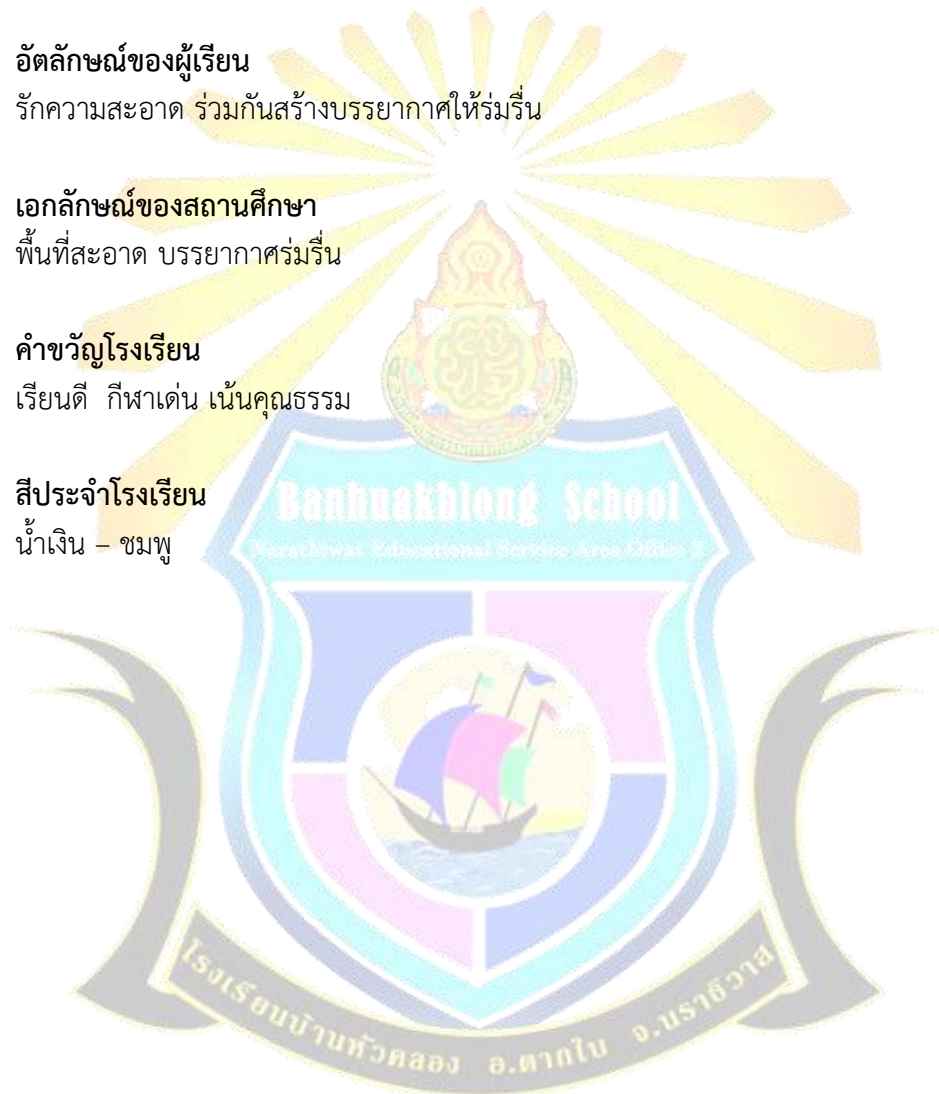 อัตลักษณ์ของผู้เรียน
รักความสะอาด ร่วมกันสร้างบรรยากาศให้ร่มรื่น
เอกลักษณ์ของสถานศึกษา
พื้นที่สะอาด บรรยากาศร่มรื่น
คำขวัญโรงเรียน
เรียนดี  กีฬาเด่น เน้นคุณธรรม
สีประจำโรงเรียน
น้ำเงิน – ชมพู
Banhuakhlong School
Narathiwat Educational Service Area Office 2
โรงเรียนบ้านหัวคลอง อ.ตากใบ จ.นราธิวาส